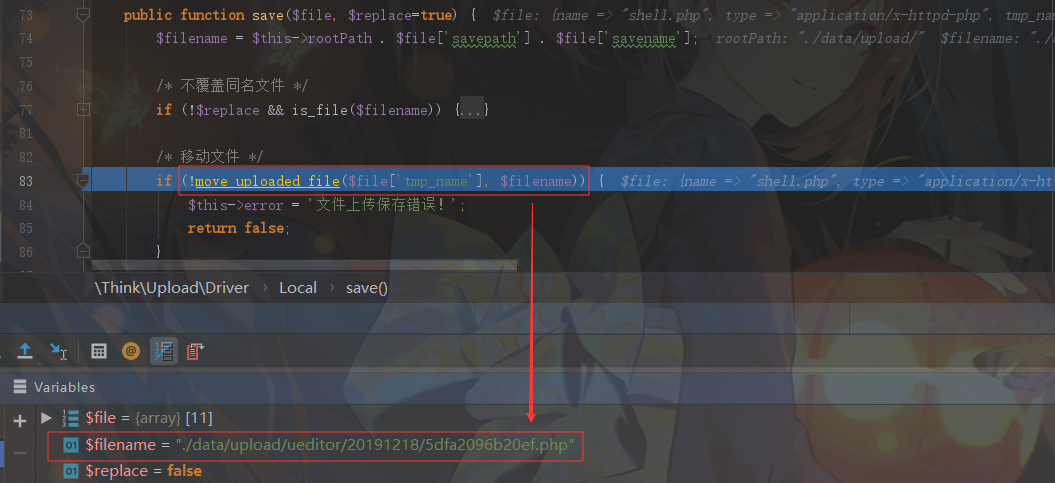 73 public function save($file, $replace=true) { $file: {name => "shell.php", type => "application/x-httpd-php", tmp_nam
74 $filename = $this->rootPath . $file['savepath'] . $file['savename']; rootPath: "./data/upload/" $filename: "./d
75
76 /* 不覆盖同名文件 */
77 if (!$replace && is_file($filename)) {...}
81
82 /* 移动文件 */
83 if (!move_uploaded_file($file['tmp_name'], $filename)) { $file: {name => "shell.php", type => "application/x-ht
84 $this->error = '文件上传保存错误!';
85 return false;
86 }
\Think\Upload\Driver › Local › save()
Variables
$file = {array} [11]
$filename = "./data/upload/ueditor/20191218/5dfa2096b20ef.php"
$replace = false